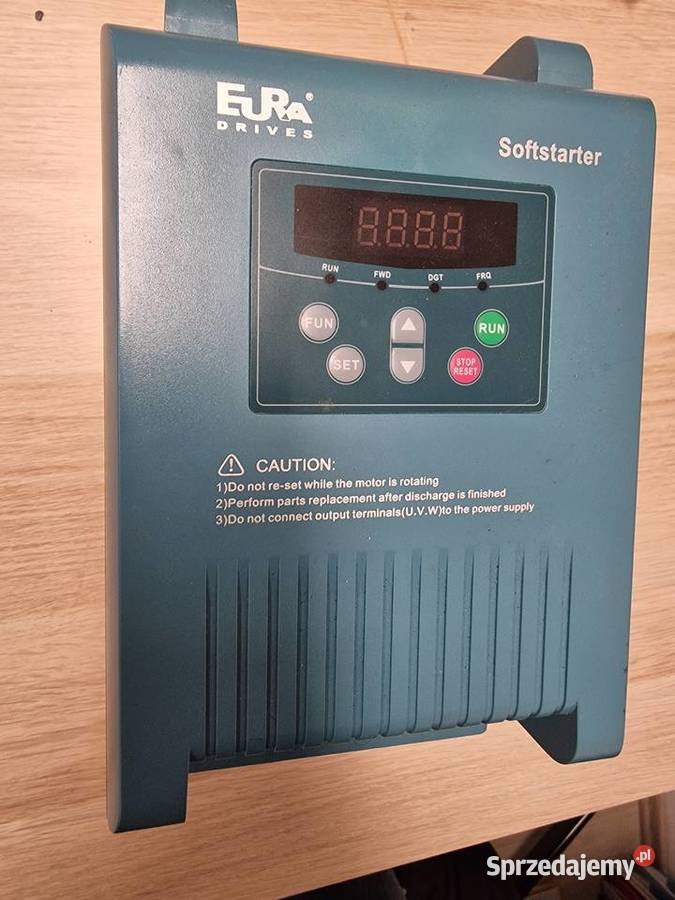 EURA®
DRIVES
Softstarter
8.8.8.8
RUN FWD DGT FRQ
FUN RUN
SET STOP
RESET
CAUTION:
1)Do not re-set while the motor is rotating
2)Perform parts replacement after discharge is finished
3)Do not connect output terminals(U.V.W)to the power supply
Sprzedajemy.pl